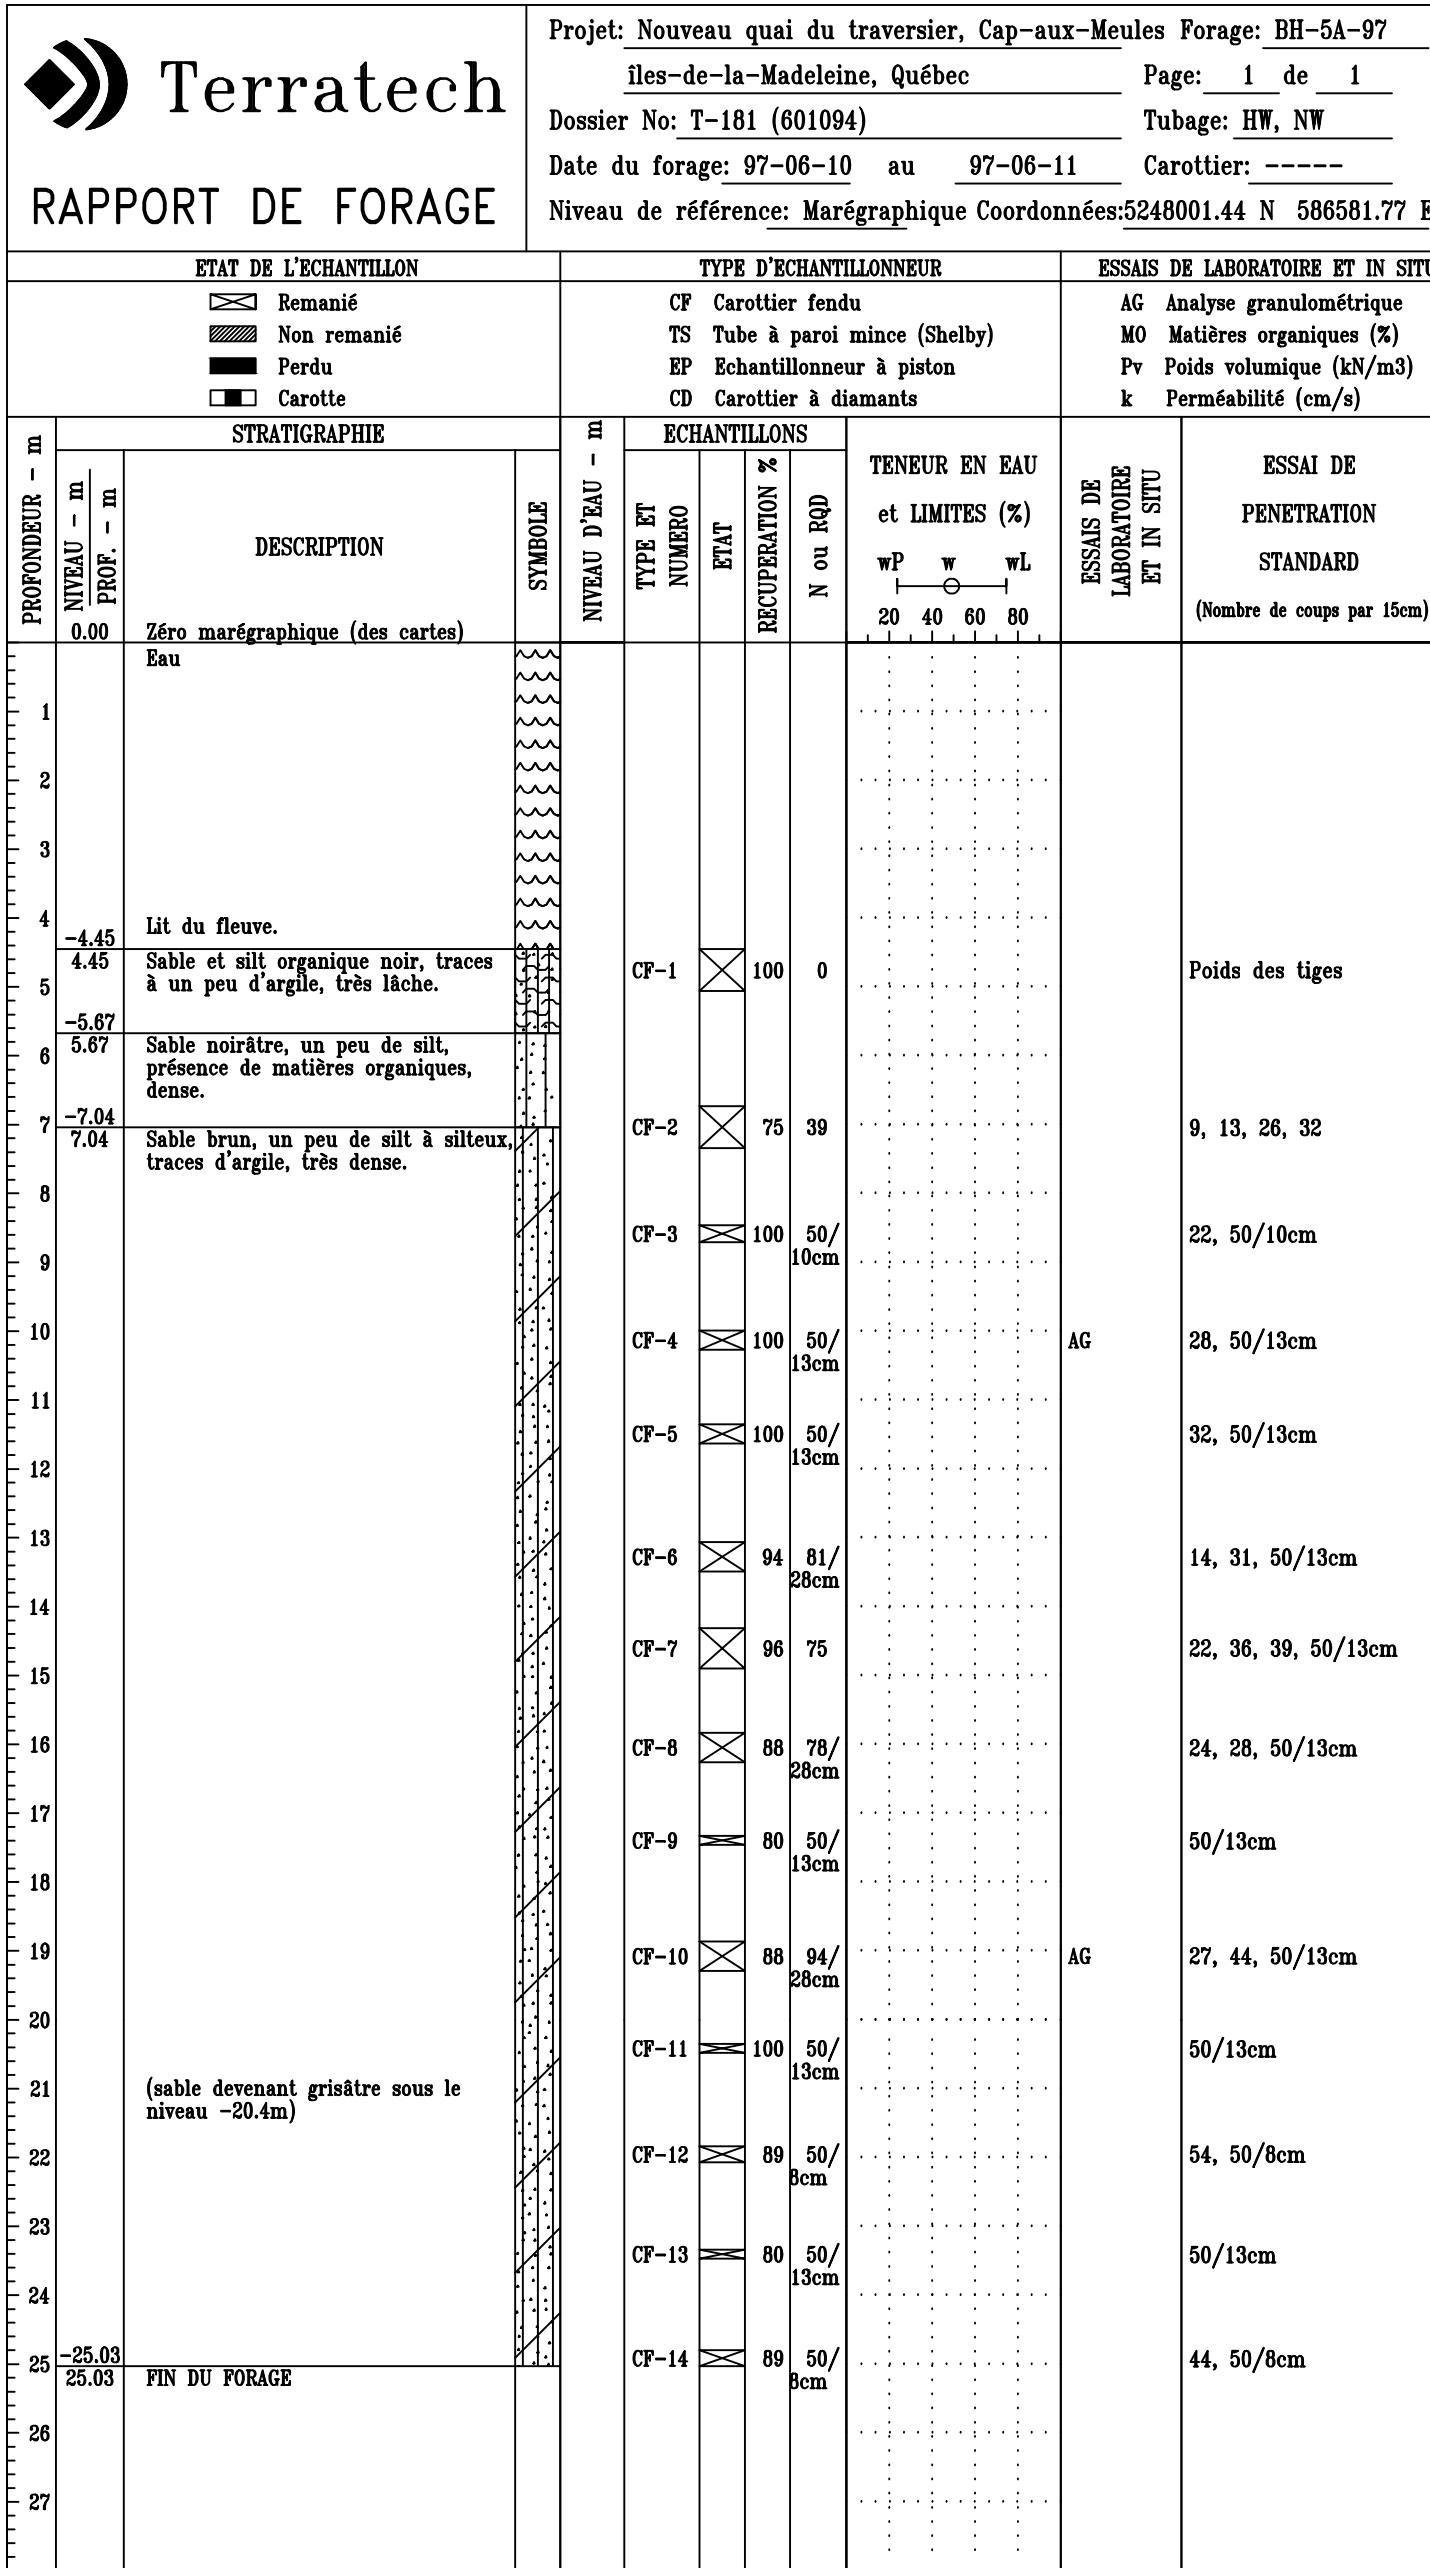 Terratech
RAPPORT DE FORAGE
Projet: Nouveau quai du traversier, Cap-aux-Meules Forage: BH-5A-97
îles-de-la-Madeleine, Québec Page: 1 de 1
Dossier No: T-181 (601094) Tubage: HW, NW
Date du forage: 97-06-10 au 97-06-11 Carottier: -----
Niveau de référence: Marégraphique Coordonnées:5248001.44 N 586581.77 E
ETAT DE L'ECHANTILLON
Remanié
Non remanié
Perdu
Carotte
TYPE D'ECHANTILLONNEUR
CF Carottier fendu
TS Tube à paroi mince (Shelby)
EP Echantillonneur à piston
CD Carottier à diamants
ESSAIS DE LABORATOIRE ET IN SITU
AG Analyse granulométrique
MO Matières organiques (%)
Pv Poids volumique (kN/m3)
k Perméabilité (cm/s)
PROFONDEUR - m
STRATIGRAPHIE
NIVEAU - m
PROF. - m
DESCRIPTION
SYMBOLE
NIVEAU D'EAU - m
ECHANTILLONS
TYPE ET
NUMERO
ETAT
RECUPERATION %
N ou RQD
TENEUR EN EAU
et LIMITES (%)
wP w wL
20 40 60 80
ESSAIS DE
LABORATOIRE
ET IN SITU
ESSAI DE
PENETRATION
STANDARD
(Nombre de coups par 15cm)
0.00 Zéro marégraphique (des cartes)
Eau
1
2
3
4
Lit du fleuve.
-4.45
4.45 Sable et silt organique noir, traces
à un peu d'argile, très lâche.
CF-1 100 0 Poids des tiges
5
-5.67
5.67 Sable noirâtre, un peu de silt,
présence de matières organiques,
dense.
6
-7.04
7
CF-2 75 39 9, 13, 26, 32
7.04 Sable brun, un peu de silt à silteux,
traces d'argile, très dense.
8
CF-3 100 50/
10cm
22, 50/10cm
9
10
CF-4 100 50/
13cm
AG 28, 50/13cm
11
CF-5 100 50/
13cm
32, 50/13cm
12
13
CF-6 94 81/
28cm
14, 31, 50/13cm
14
CF-7 96 75 22, 36, 39, 50/13cm
15
16
CF-8 88 78/
28cm
24, 28, 50/13cm
17
CF-9 80 50/
13cm
50/13cm
18
19
CF-10 88 94/
28cm
AG 27, 44, 50/13cm
20
CF-11 100 50/
13cm
50/13cm
21
(sable devenant grisâtre sous le
niveau -20.4m)
22
CF-12 89 50/
8cm
54, 50/8cm
23
CF-13 80 50/
13cm
50/13cm
24
-25.03
25
CF-14 89 50/
8cm
44, 50/8cm
25.03 FIN DU FORAGE
26
27